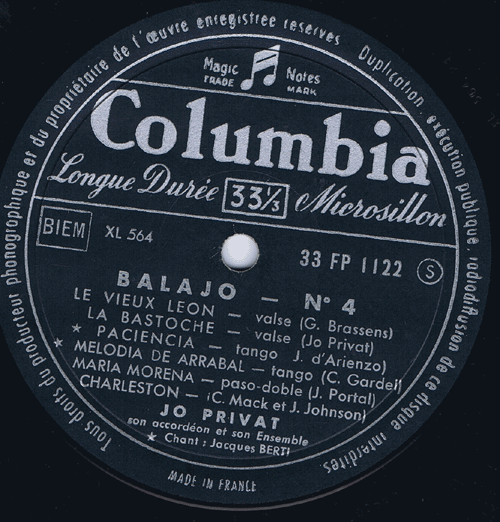 Tous droits du producteur phonographique et du propriétaire de l'œuvre enregistrée réservés Duplication, exécution publique, radiodiffusion de ce disque interdites.
Magic Notes
TRADE MARK
Columbia
Longue Durée 33⅓ Microsillon
BIEM XL 564 33 FP 1122 S
BALAJO — Nº 4
LE VIEUX LEON — valse (G. Brassens)
LA BASTOCHE — valse (Jo Privat)
★ PACIENCIA — tango J. d'Arienzo)
★ MELODIA DE ARRABAL — tango (C. Gardel)
MARIA MORENA — paso-doble (J. Portal)
CHARLESTON — (C. Mack et J. Johnson)
JO PRIVAT
son accordéon et son Ensemble
★ Chant : Jacques BERTI
MADE IN FRANCE